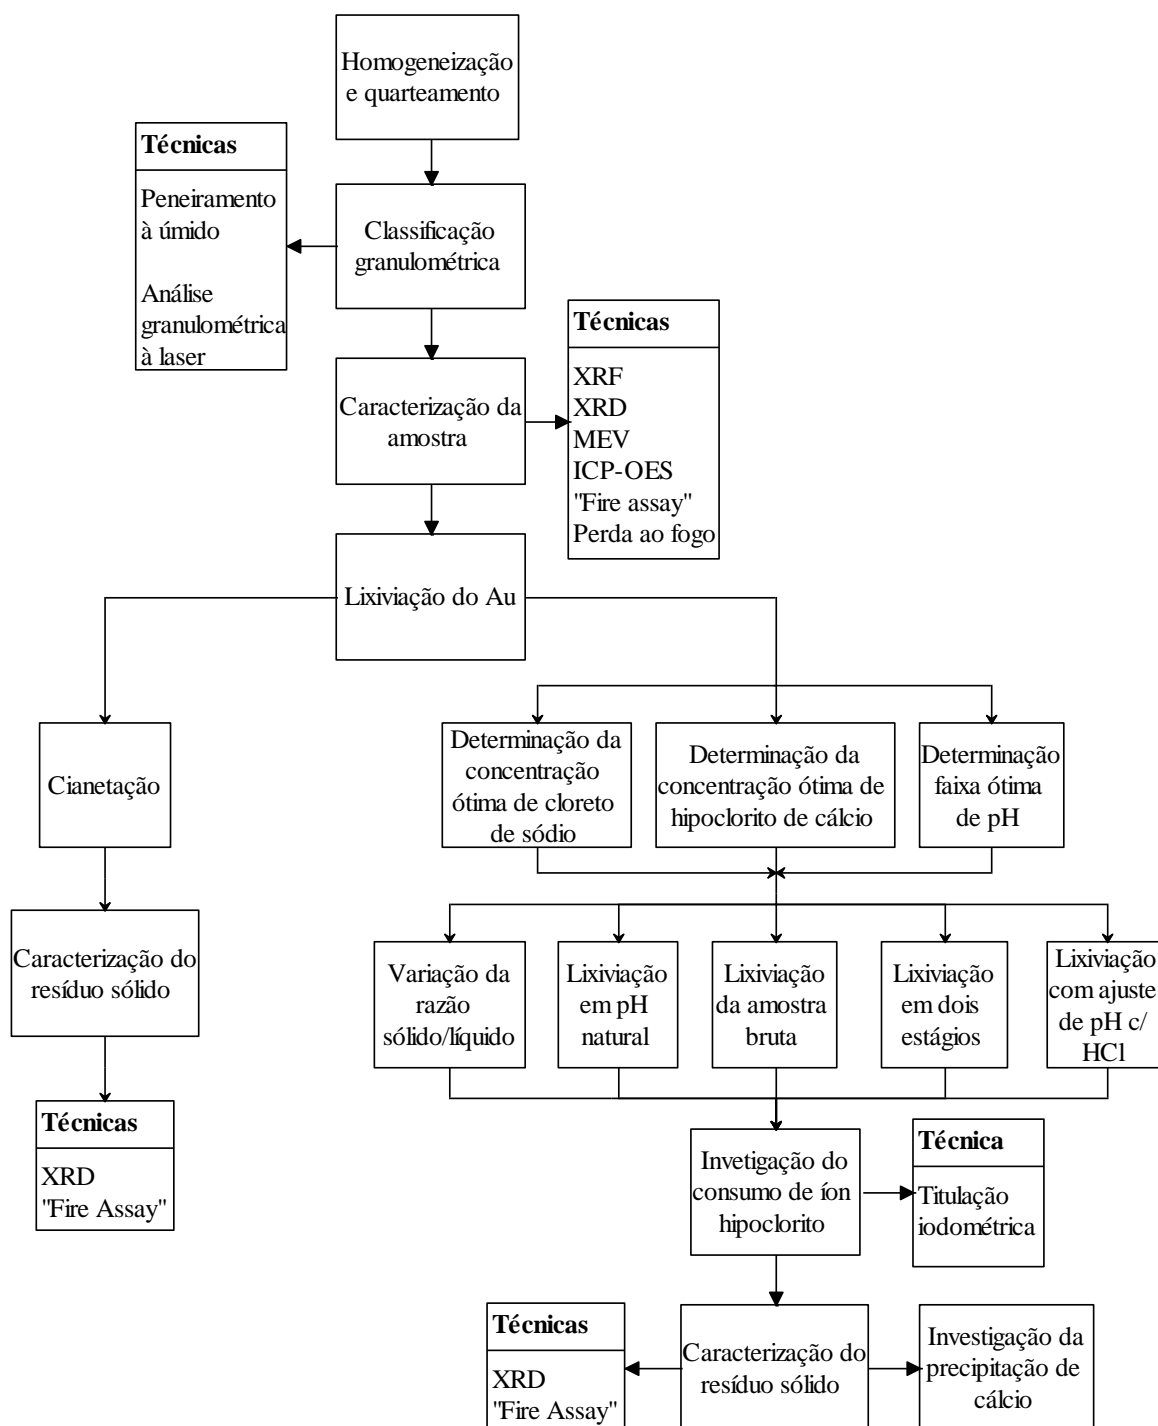 Homogeneização
e quarteamento
Técnicas
Peneiramento
à úmido
Análise
granulométrica
à laser
Classificação
granulométrica
Técnicas
XRF
XRD
MEV
ICP-OES
"Fire assay"
Perda ao fogo
Caracterização da
amostra
Lixiviação do Au
Cianetação
Determinação da
concentração
ótima de cloreto
de sódio
Determinação da
concentração ótima de
hipoclorito de cálcio
Determinação
faixa ótima
de pH
Caracterização do
resíduo sólido
Variação da
razão
sólido/líquido
Lixiviação
em pH
natural
Lixiviação
da amostra
bruta
Lixiviação
em dois
estágios
Lixiviação
com ajuste
de pH c/
HCl
Técnicas
XRD
"Fire Assay"
Invetigação do
consumo de íon
hipoclorito
Técnica
Titulação
iodométrica
Técnicas
XRD
"Fire Assay"
Caracterização do
resíduo sólido
Investigação da
precipitação de
cálcio